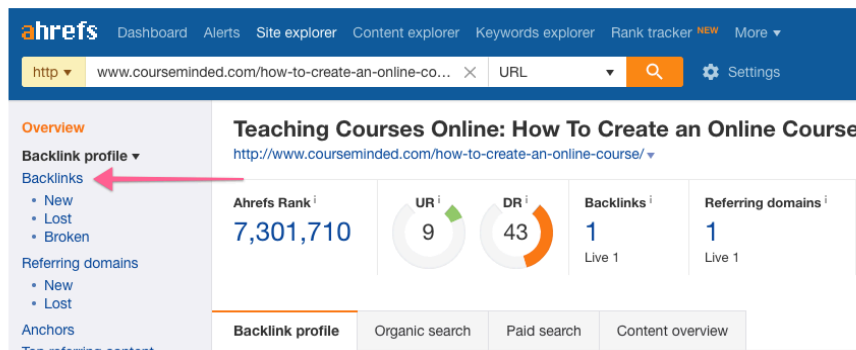 ahrefs Dashboard Alerts Site explorer Content explorer Keywords explorer Rank tracker NEW More
http www.courseminded.com/how-to-create-an-online-co... URL Settings
Overview
Backlink profile
Backlinks
New
Lost
Broken
Referring domains
New
Lost
Anchors
Top referring content
Teaching Courses Online: How To Create an Online Course
http://www.courseminded.com/how-to-create-an-online-course/
Ahrefs Rank i
7,301,710
UR i
9
DR i
43
Backlinks i
1
Live 1
Referring domains i
1
Live 1
Backlink profile Organic search Paid search Content overview